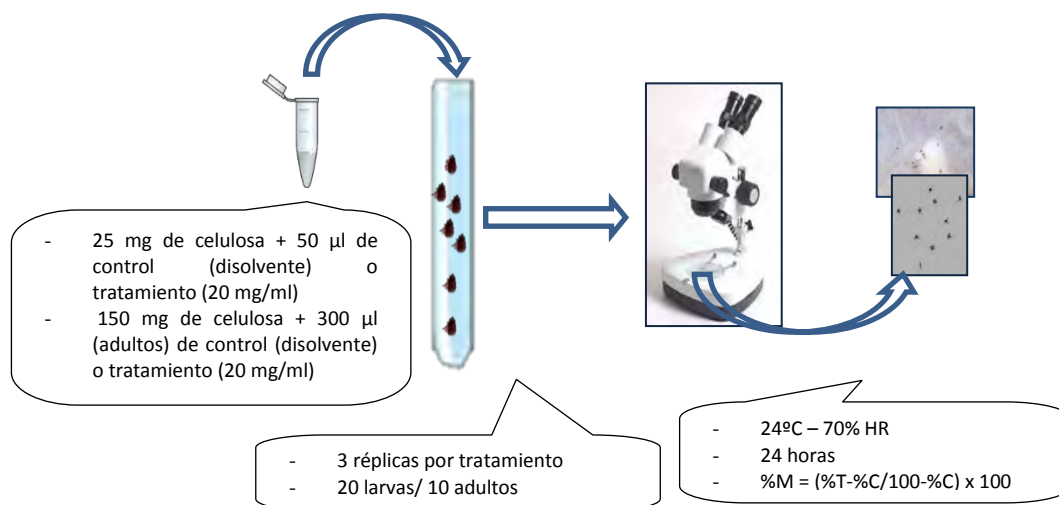 - 25 mg de celulosa + 50 µl de
control (disolvente) o
tratamiento (20 mg/ml)
- 150 mg de celulosa + 300 µl
(adultos) de control (disolvente)
o tratamiento (20 mg/ml)
- 3 réplicas por tratamiento
- 20 larvas/ 10 adultos
- 24ºC – 70% HR
- 24 horas
- %M = (%T-%C/100-%C) x 100